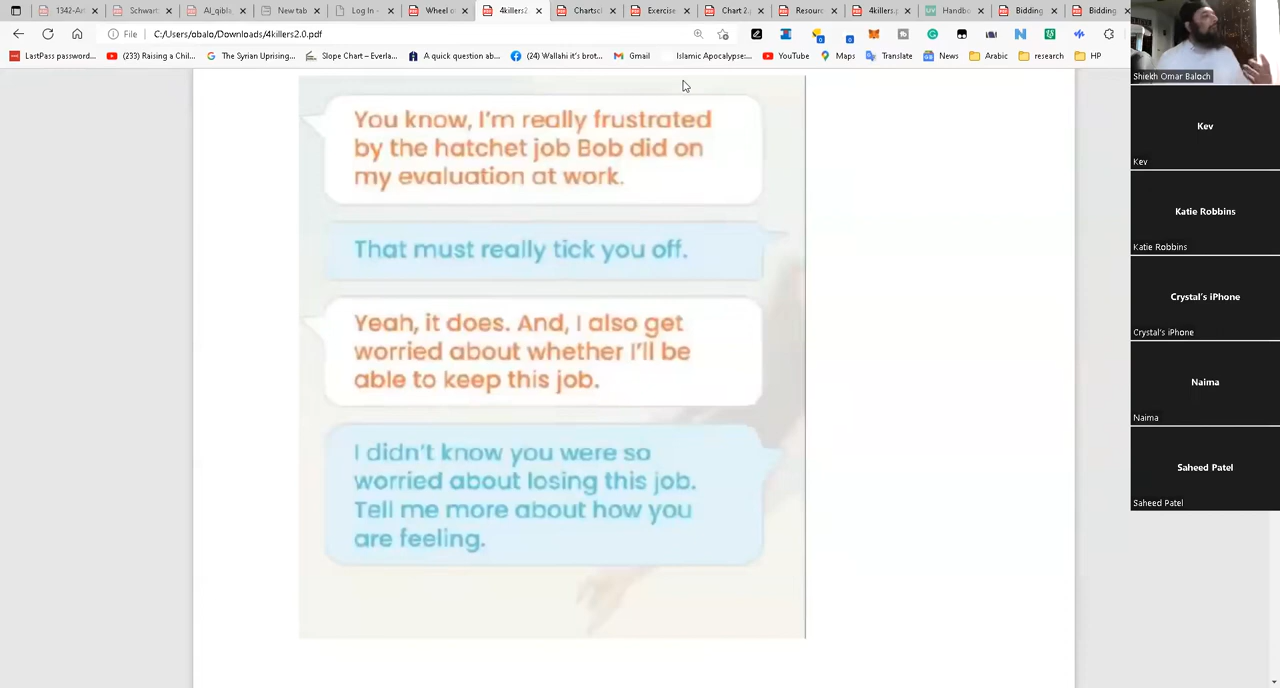 1342-Art
Schwart
Al_qibla
New tab
Log In -
Wheel o
4killers2.
Chartscl
Exercise
Chart 2.
Resourc
4killers.p
Handbo
Bidding
Bidding
File
C:/Users/obalo/Downloads/4killers2.0.pdf
LastPass password...
(233) Raising Chil...
The Syrian Uprising...
Slope Chart – Even...
A quick question ab...
(24) Wallahi it's brot...
Gmail
Islamic Apocalypse:...
YouTube
Maps
Translate
News
Arabic
research
HP
You know, I'm really frustrated
by the hatchet job Bob did on
my evaluation at work.
That must really tick you off.
Yeah, it does. And, I also get
worried about whether I'll be
able to keep this job.
I didn't know you were so
worried about losing this job.
Tell me more about how you
are feeling.
Shiekh Omar Baloch
Kev
Kev
Katie Robbins
Katie Robbins
Crystal's iPhone
Crystal's iPhone
Naima
Naima
Saheed Patel
Saheed Patel